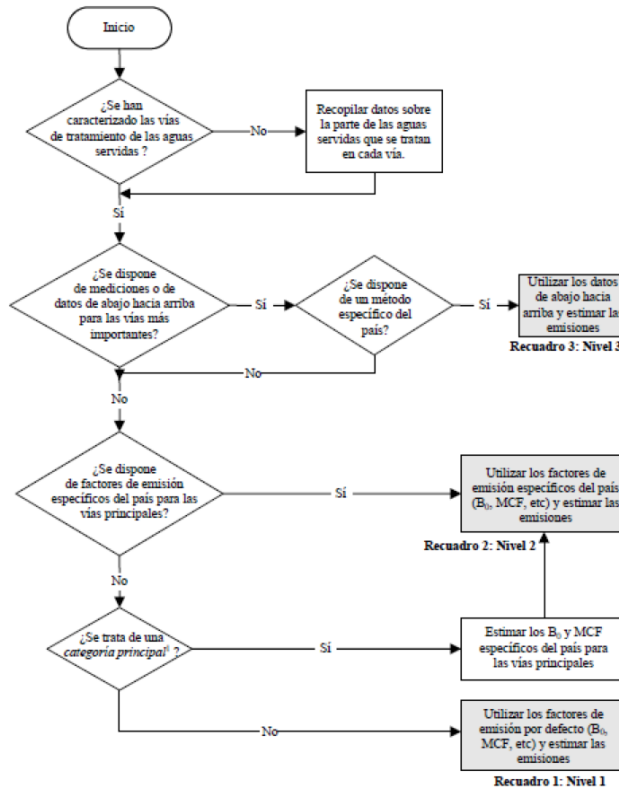 Inicio
¿Se han
caracterizado las vías
de tratamiento de las aguas
servidas ?
No
Recopilar datos sobre
la parte de las aguas
servidas que se tratan
en cada vía.
Sí
¿Se dispone
de mediciones o de
datos de abajo hacia arriba
para las vías más
importantes?
Sí
¿Se dispone
de un método
específico del
país?
Sí
Utilizar los datos
de abajo hacia
arriba y estimar las
emisiones
Recuadro 3: Nivel 3
No
No
¿Se dispone
de factores de emisión
específicos del país para las
vías principales?
Sí
Utilizar los factores de
emisión específicos del país
(B₀, MCF, etc) y estimar las
emisiones
Recuadro 2: Nivel 2
No
¿Se trata de una
categoría principal¹ ?
Sí
Estimar los B₀ y MCF
específicos del país para
las vías principales
No
Utilizar los factores de
emisión por defecto (B₀,
MCF, etc) y estimar las
emisiones
Recuadro 1: Nivel 1